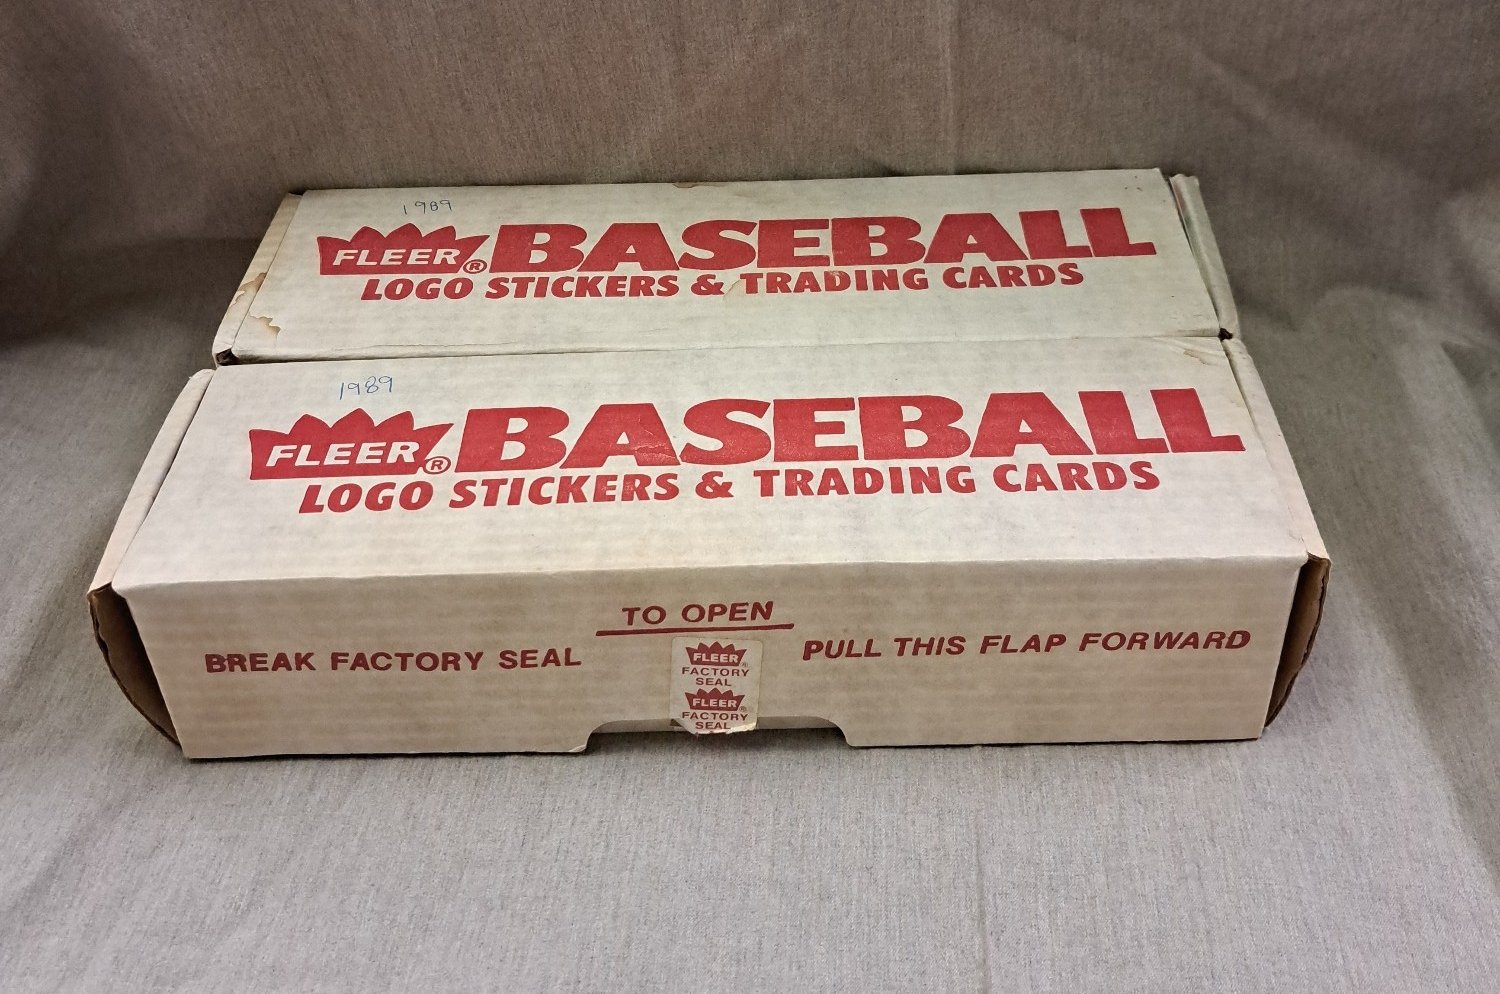 1989
FLEER® BASEBALL
LOGO STICKERS & TRADING CARDS
1989
FLEER® BASEBALL
LOGO STICKERS & TRADING CARDS
TO OPEN
BREAK FACTORY SEAL
PULL THIS FLAP FORWARD
FLEER®
FACTORY
SEAL
FLEER®
FACTORY
SEAL